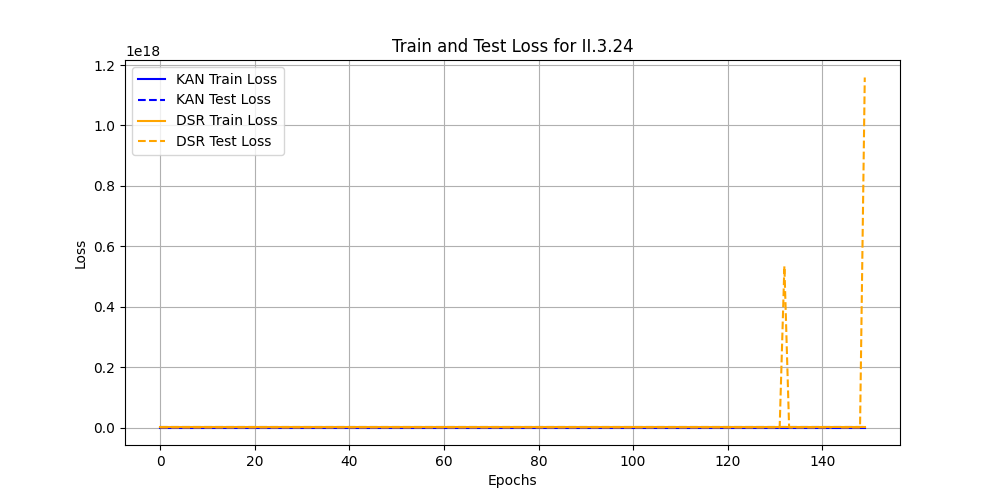 Train and Test Loss for II.3.24
1e18
1.2
1.0
0.8
0.6
0.4
0.2
0.0
Loss
KAN Train Loss
KAN Test Loss
DSR Train Loss
DSR Test Loss
0 20 40 60 80 100 120 140
Epochs